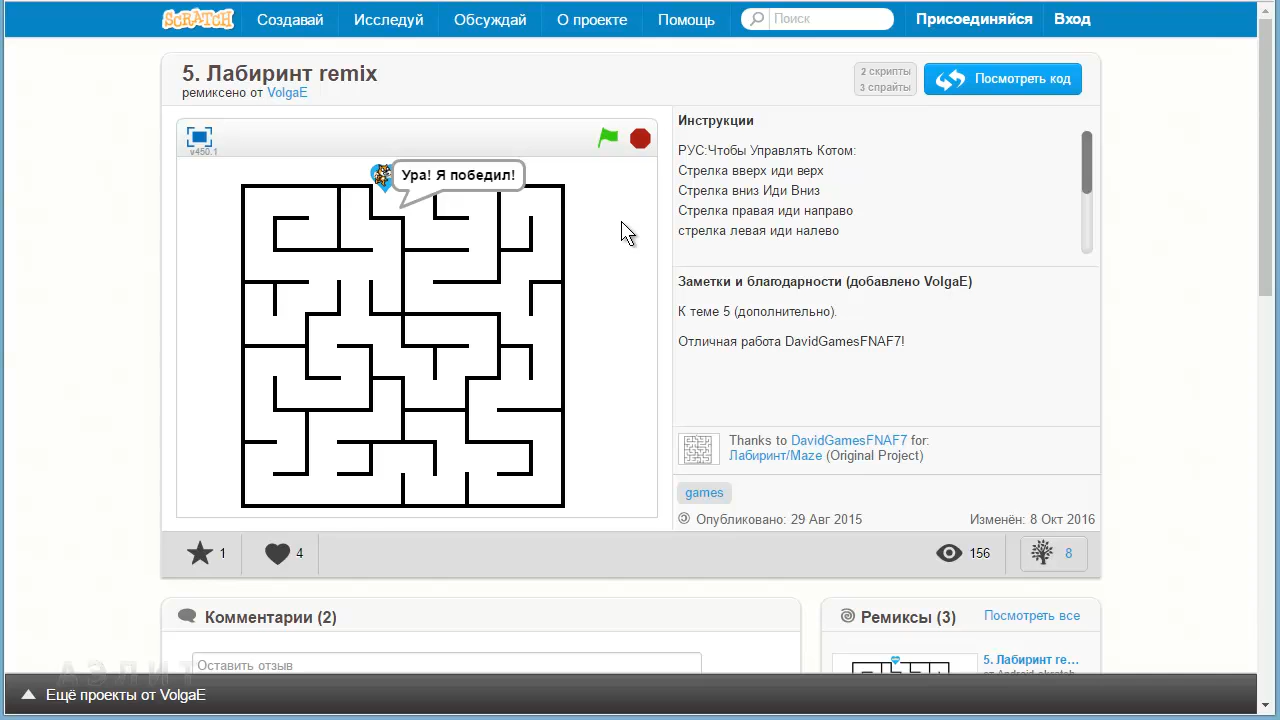 SCRATCH Создавай Исследуй Обсуждай О проекте Помощь Поиск Присоединяйся Вход
5. Лабиринт remix
ремиксено от VolgaE
2 скрипты
3 спрайты
Посмотреть код
v450.1
Ура! Я победил!
Инструкции
РУС:Чтобы Управлять Котом:
Стрелка вверх иди верх
Стрелка вниз Иди Вниз
Стрелка правая иди направо
стрелка левая иди налево
Заметки и благодарности (добавлено VolgaE)
К теме 5 (дополнительно).
Отличная работа DavidGamesFNAF7!
Thanks to DavidGamesFNAF7 for:
Лабиринт/Maze (Original Project)
games
Опубликовано: 29 Авг 2015 Изменён: 8 Окт 2016
1 4 156 8
Комментарии (2)
Оставить отзыв
Ремиксы (3) Посмотреть все
5. Лабиринт re...
АЭЛИТ
Ещё проекты от VolgaE